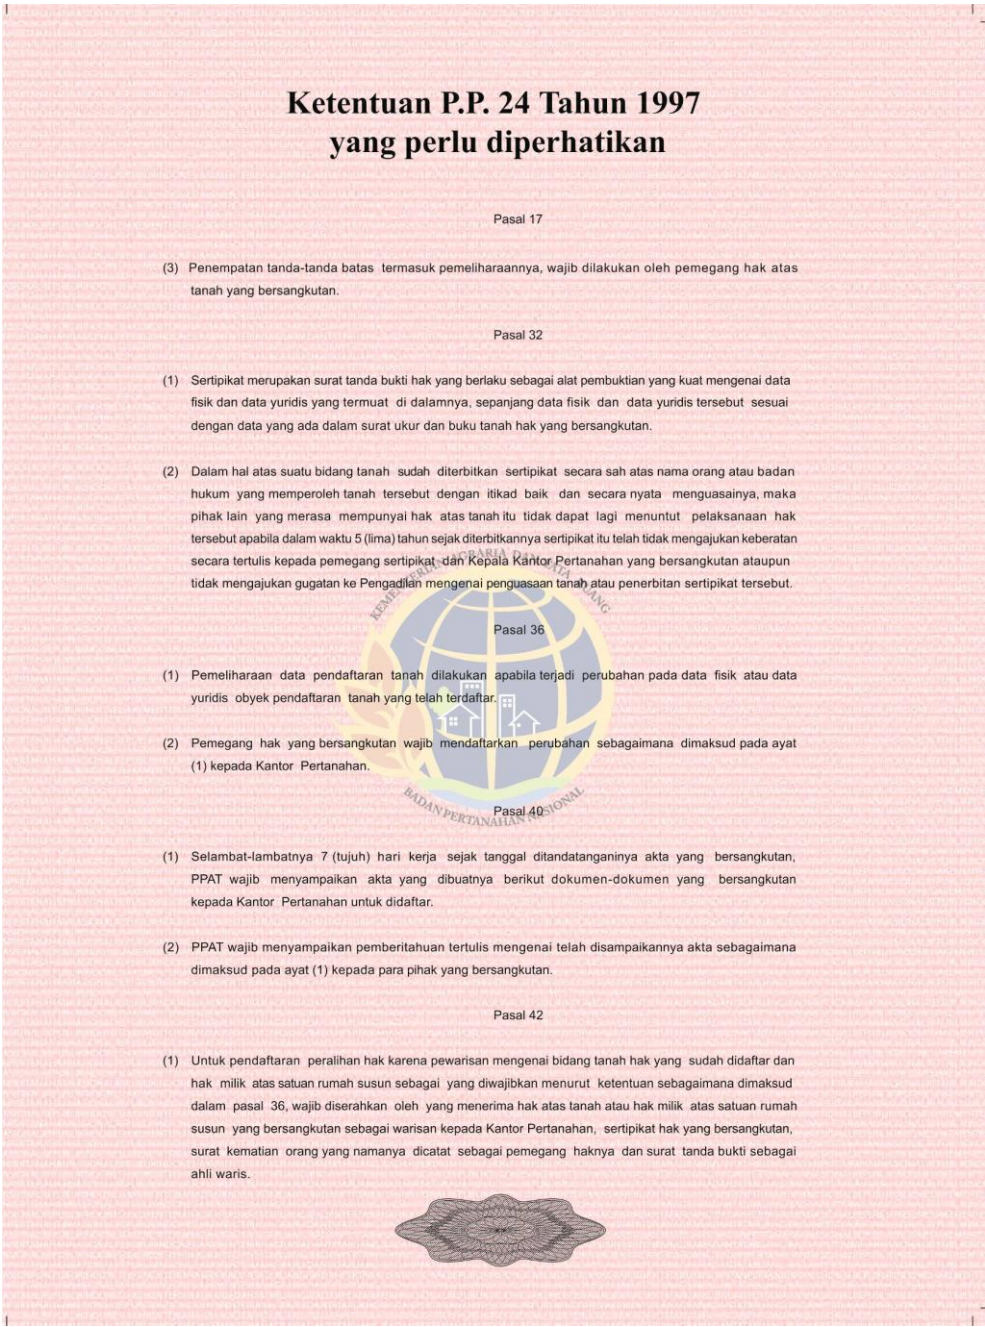 Ketentuan P.P. 24 Tahun 1997
yang perlu diperhatikan
Pasal 17
(3) Penempatan tanda-tanda batas termasuk pemeliharaannya, wajib dilakukan oleh pemegang hak atas
tanah yang bersangkutan.
Pasal 32
(1) Sertipikat merupakan surat tanda bukti hak yang berlaku sebagai alat pembuktian yang kuat mengenai data
fisik dan data yuridis yang termuat di dalamnya, sepanjang data fisik dan data yuridis tersebut sesuai
dengan data yang ada dalam surat ukur dan buku tanah hak yang bersangkutan.
(2) Dalam hal atas suatu bidang tanah sudah diterbitkan sertipikat secara sah atas nama orang atau badan
hukum yang memperoleh tanah tersebut dengan itikad baik dan secara nyata menguasainya, maka
pihak lain yang merasa mempunyai hak atas tanah itu tidak dapat lagi menuntut pelaksanaan hak
tersebut apabila dalam waktu 5 (lima) tahun sejak diterbitkannya sertipikat itu telah tidak mengajukan keberatan
secara tertulis kepada pemegang sertipikat dan Kepala Kantor Pertanahan yang bersangkutan ataupun
tidak mengajukan gugatan ke Pengadilan mengenai penguasaan tanah atau penerbitan sertipikat tersebut.
KEMENTERIAN AGRARIA DAN TATA RUANG
Pasal 36
(1) Pemeliharaan data pendaftaran tanah dilakukan apabila terjadi perubahan pada data fisik atau data
yuridis obyek pendaftaran tanah yang telah terdaftar.
(2) Pemegang hak yang bersangkutan wajib mendaftarkan perubahan sebagaimana dimaksud pada ayat
(1) kepada Kantor Pertanahan.
BADAN PERTANAHAN NASIONAL
Pasal 40
(1) Selambat-lambatnya 7 (tujuh) hari kerja sejak tanggal ditandatanganinya akta yang bersangkutan,
PPAT wajib menyampaikan akta yang dibuatnya berikut dokumen-dokumen yang bersangkutan
kepada Kantor Pertanahan untuk didaftar.
(2) PPAT wajib menyampaikan pemberitahuan tertulis mengenai telah disampaikannya akta sebagaimana
dimaksud pada ayat (1) kepada para pihak yang bersangkutan.
Pasal 42
(1) Untuk pendaftaran peralihan hak karena pewarisan mengenai bidang tanah hak yang sudah didaftar dan
hak milik atas satuan rumah susun sebagai yang diwajibkan menurut ketentuan sebagaimana dimaksud
dalam pasal 36, wajib diserahkan oleh yang menerima hak atas tanah atau hak milik atas satuan rumah
susun yang bersangkutan sebagai warisan kepada Kantor Pertanahan, sertipikat hak yang bersangkutan,
surat kematian orang yang namanya dicatat sebagai pemegang haknya dan surat tanda bukti sebagai
ahli waris.